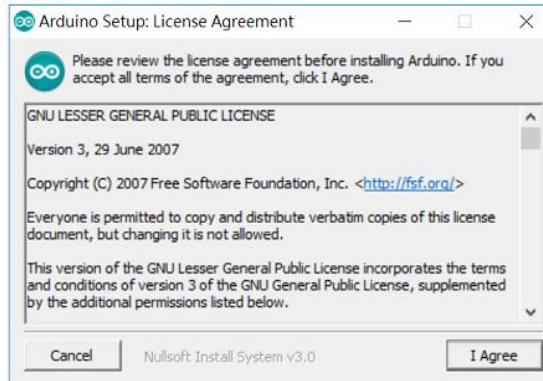 Arduino Setup: License Agreement
Please review the license agreement before installing Arduino. If you
accept all terms of the agreement, click I Agree.
GNU LESSER GENERAL PUBLIC LICENSE
Version 3, 29 June 2007
Copyright (C) 2007 Free Software Foundation, Inc. <http://fsf.org/>
Everyone is permitted to copy and distribute verbatim copies of this license
document, but changing it is not allowed.
This version of the GNU Lesser General Public License incorporates the terms
and conditions of version 3 of the GNU General Public License, supplemented
by the additional permissions listed below.
Cancel
Nullsoft Install System v3.0
I Agree